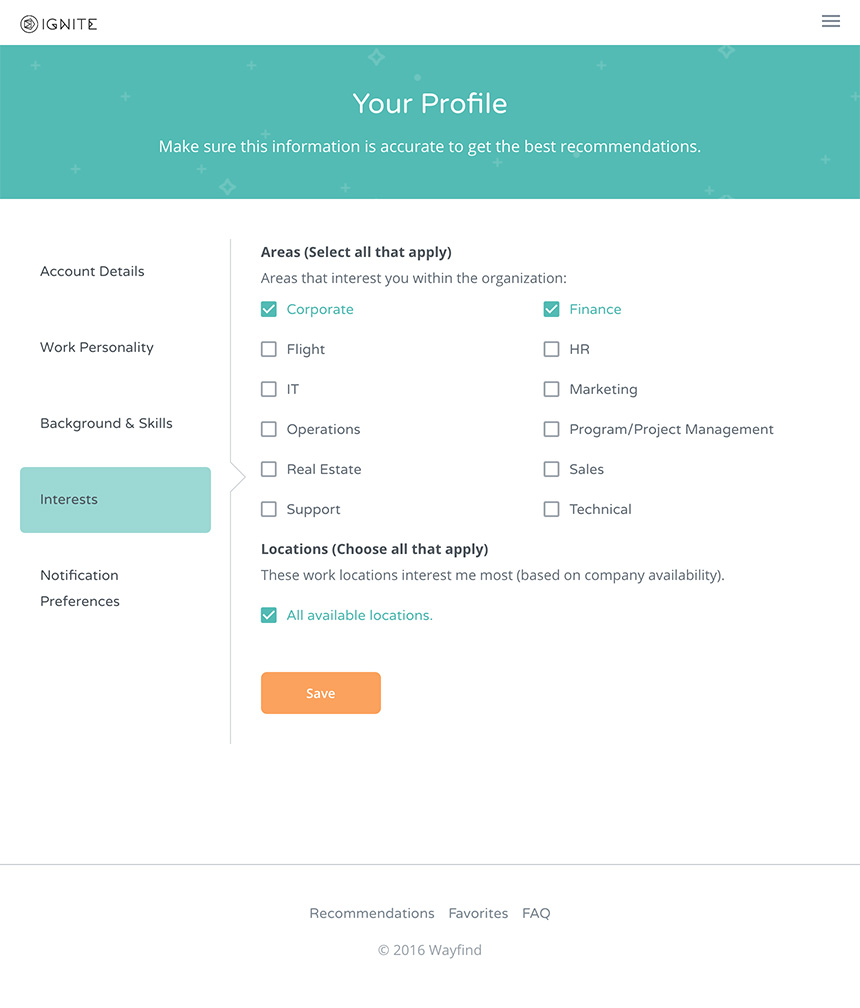 IGNITE
Your Profile
Make sure this information is accurate to get the best recommendations.
Account Details
Work Personality
Background & Skills
Interests
Notification
Preferences
Areas (Select all that apply)
Areas that interest you within the organization:
Corporate
Finance
Flight
HR
IT
Marketing
Operations
Program/Project Management
Real Estate
Sales
Support
Technical
Locations (Choose all that apply)
These work locations interest me most (based on company availability).
All available locations.
Save
Recommendations Favorites FAQ
© 2016 Wayfind